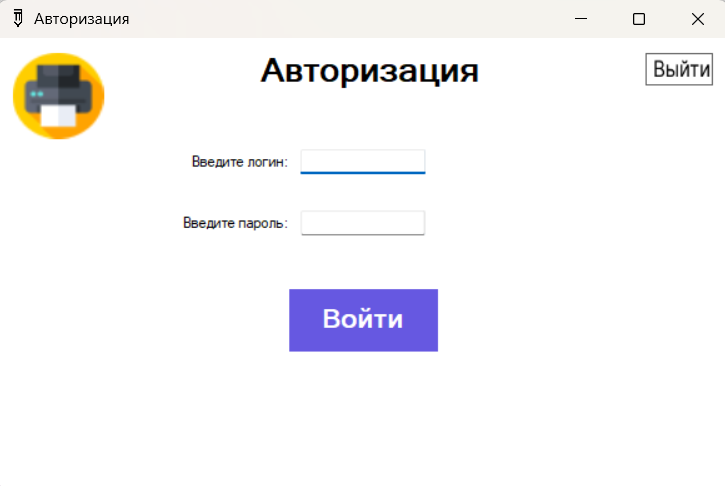 Авторизация
Авторизация
Выйти
Введите логин:
Введите пароль:
Войти